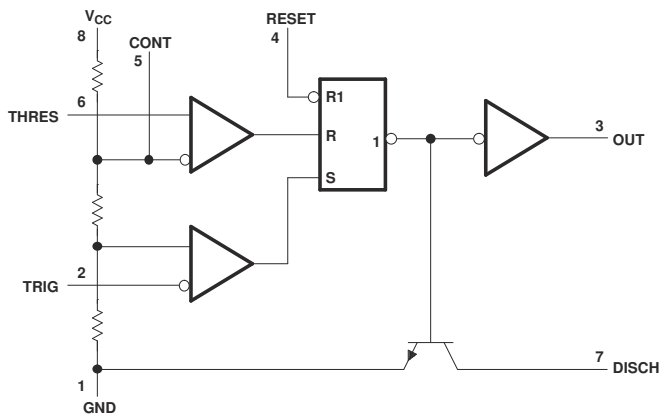 VCC
8
CONT
5
RESET
4
6
THRES
R1
R
1
S
3
OUT
2
TRIG
7
DISCH
1
GND